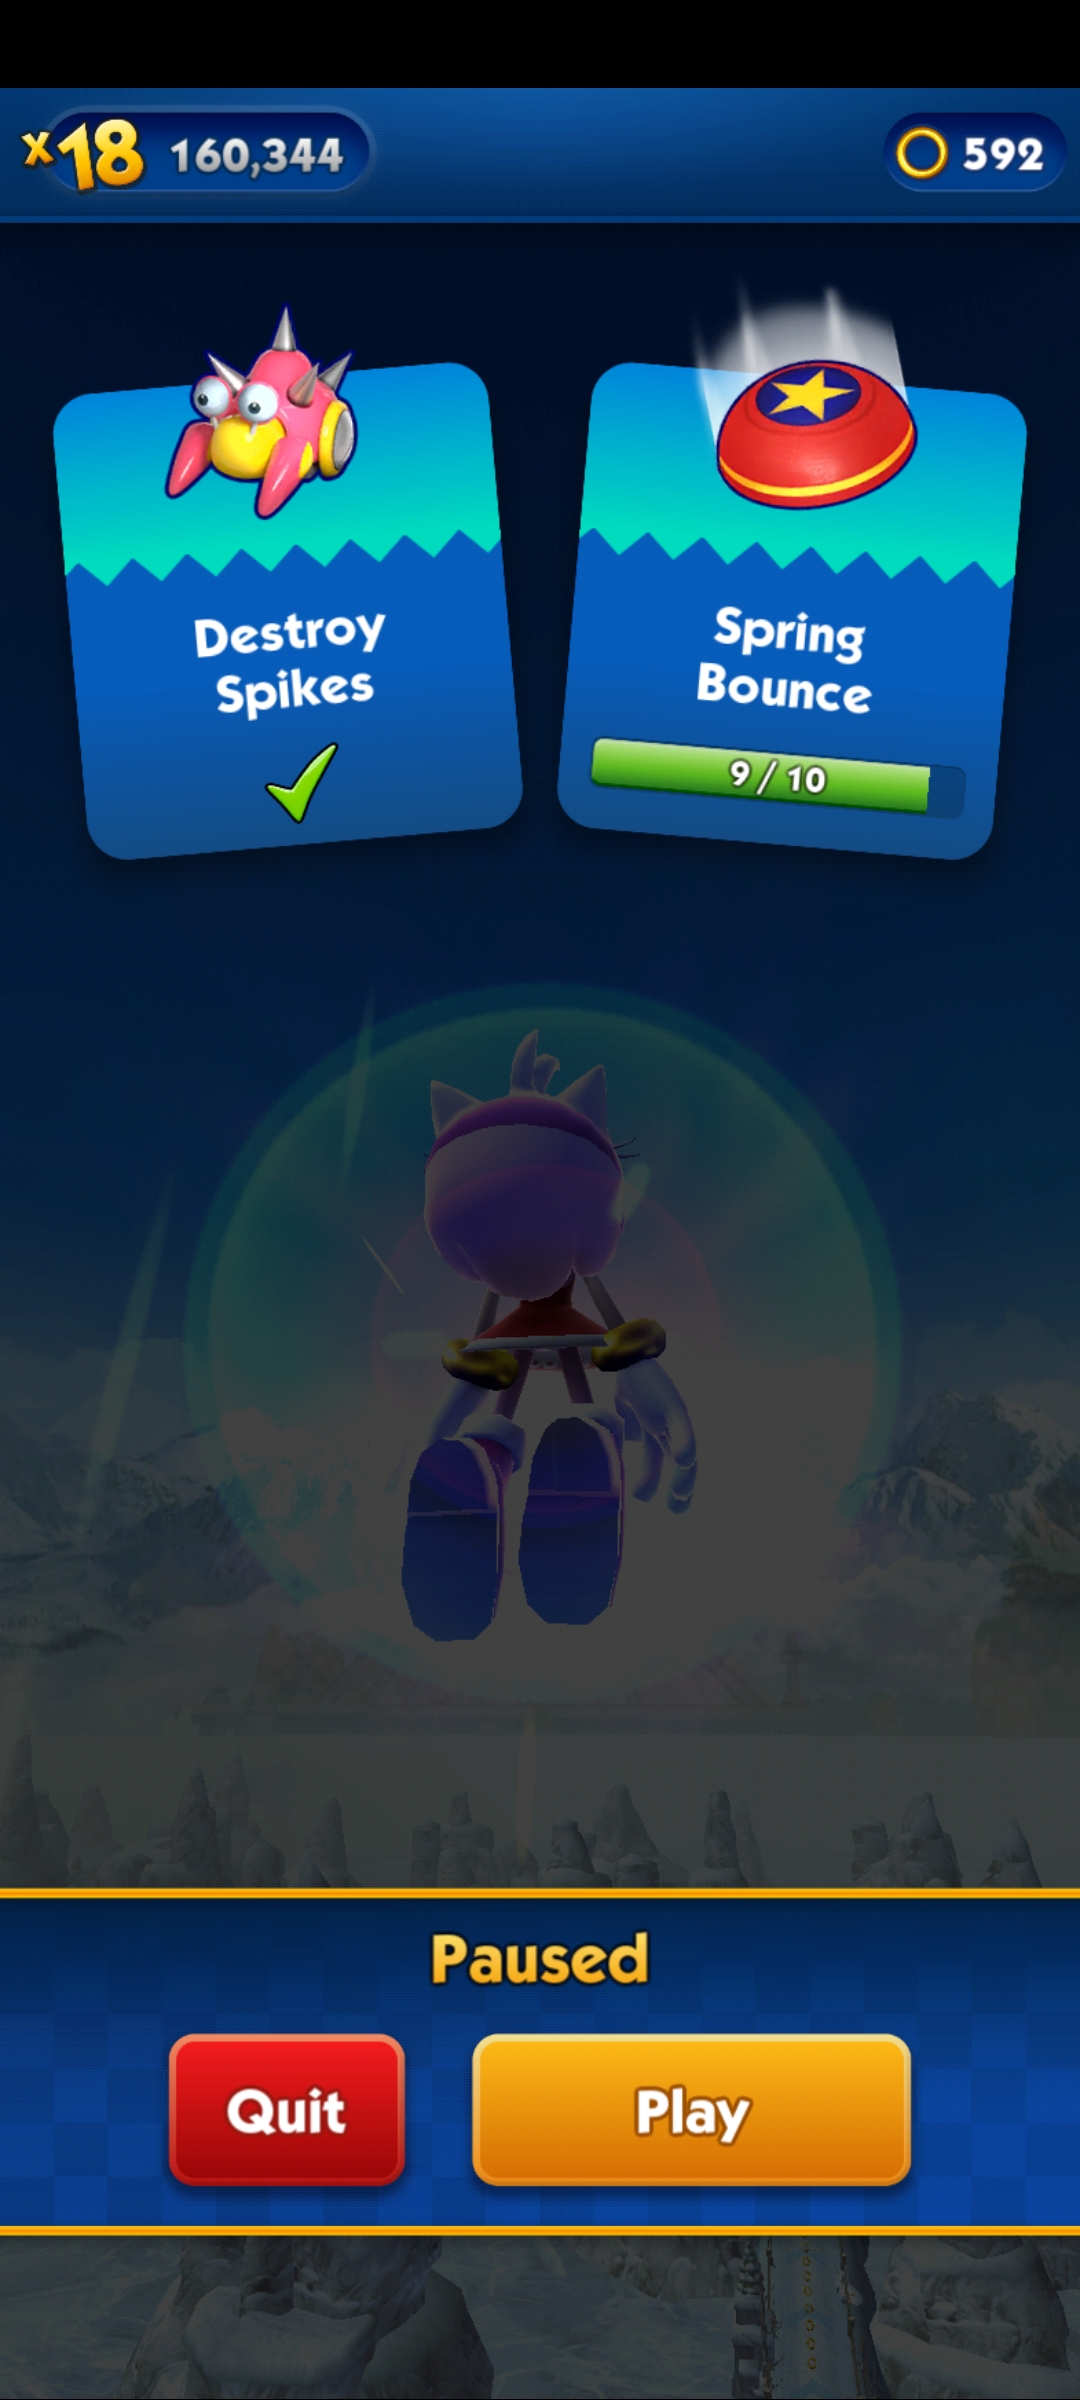 x18 160,344
592
Destroy
Spikes
Spring
Bounce
9 / 10
Paused
Quit
Play